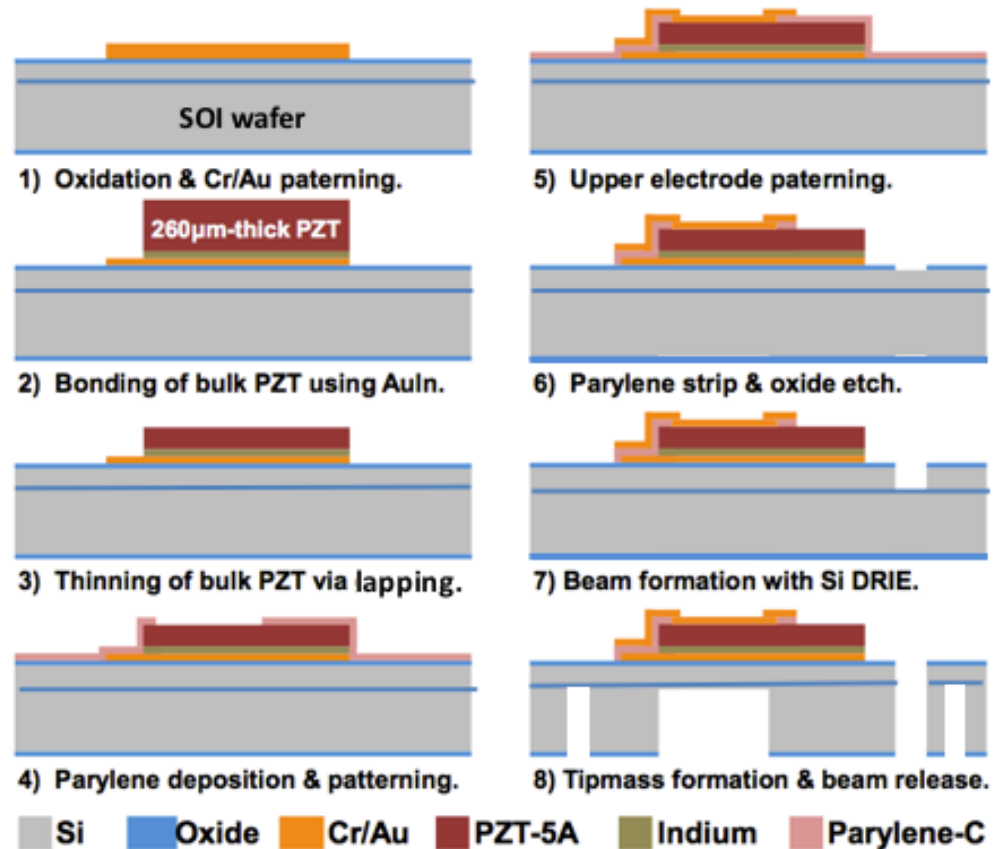 SOI wafer
1) Oxidation & Cr/Au paterning.
260µm-thick PZT
2) Bonding of bulk PZT using AuIn.
3) Thinning of bulk PZT via lapping.
4) Parylene deposition & patterning.
5) Upper electrode paterning.
6) Parylene strip & oxide etch.
7) Beam formation with Si DRIE.
8) Tipmass formation & beam release.
Si Oxide Cr/Au PZT-5A Indium Parylene-C